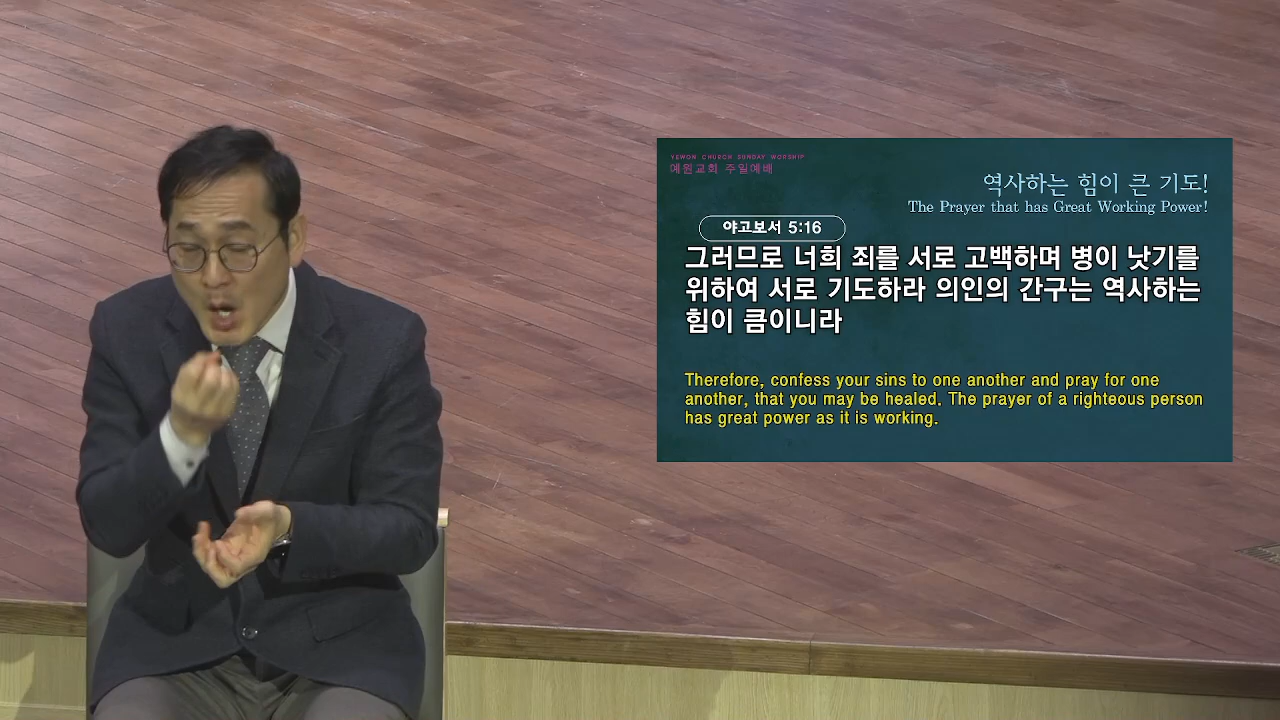 YEWON CHURCH SUNDAY WORSHIP
예원교회 주일예배
역사하는 힘이 큰 기도!
The Prayer that has Great Working Power!
야고보서 5:16
그러므로 너희 죄를 서로 고백하며 병이 낫기를
위하여 서로 기도하라 의인의 간구는 역사하는
힘이 큼이니라
Therefore, confess your sins to one another and pray for one
another, that you may be healed. The prayer of a righteous person
has great power as it is working.